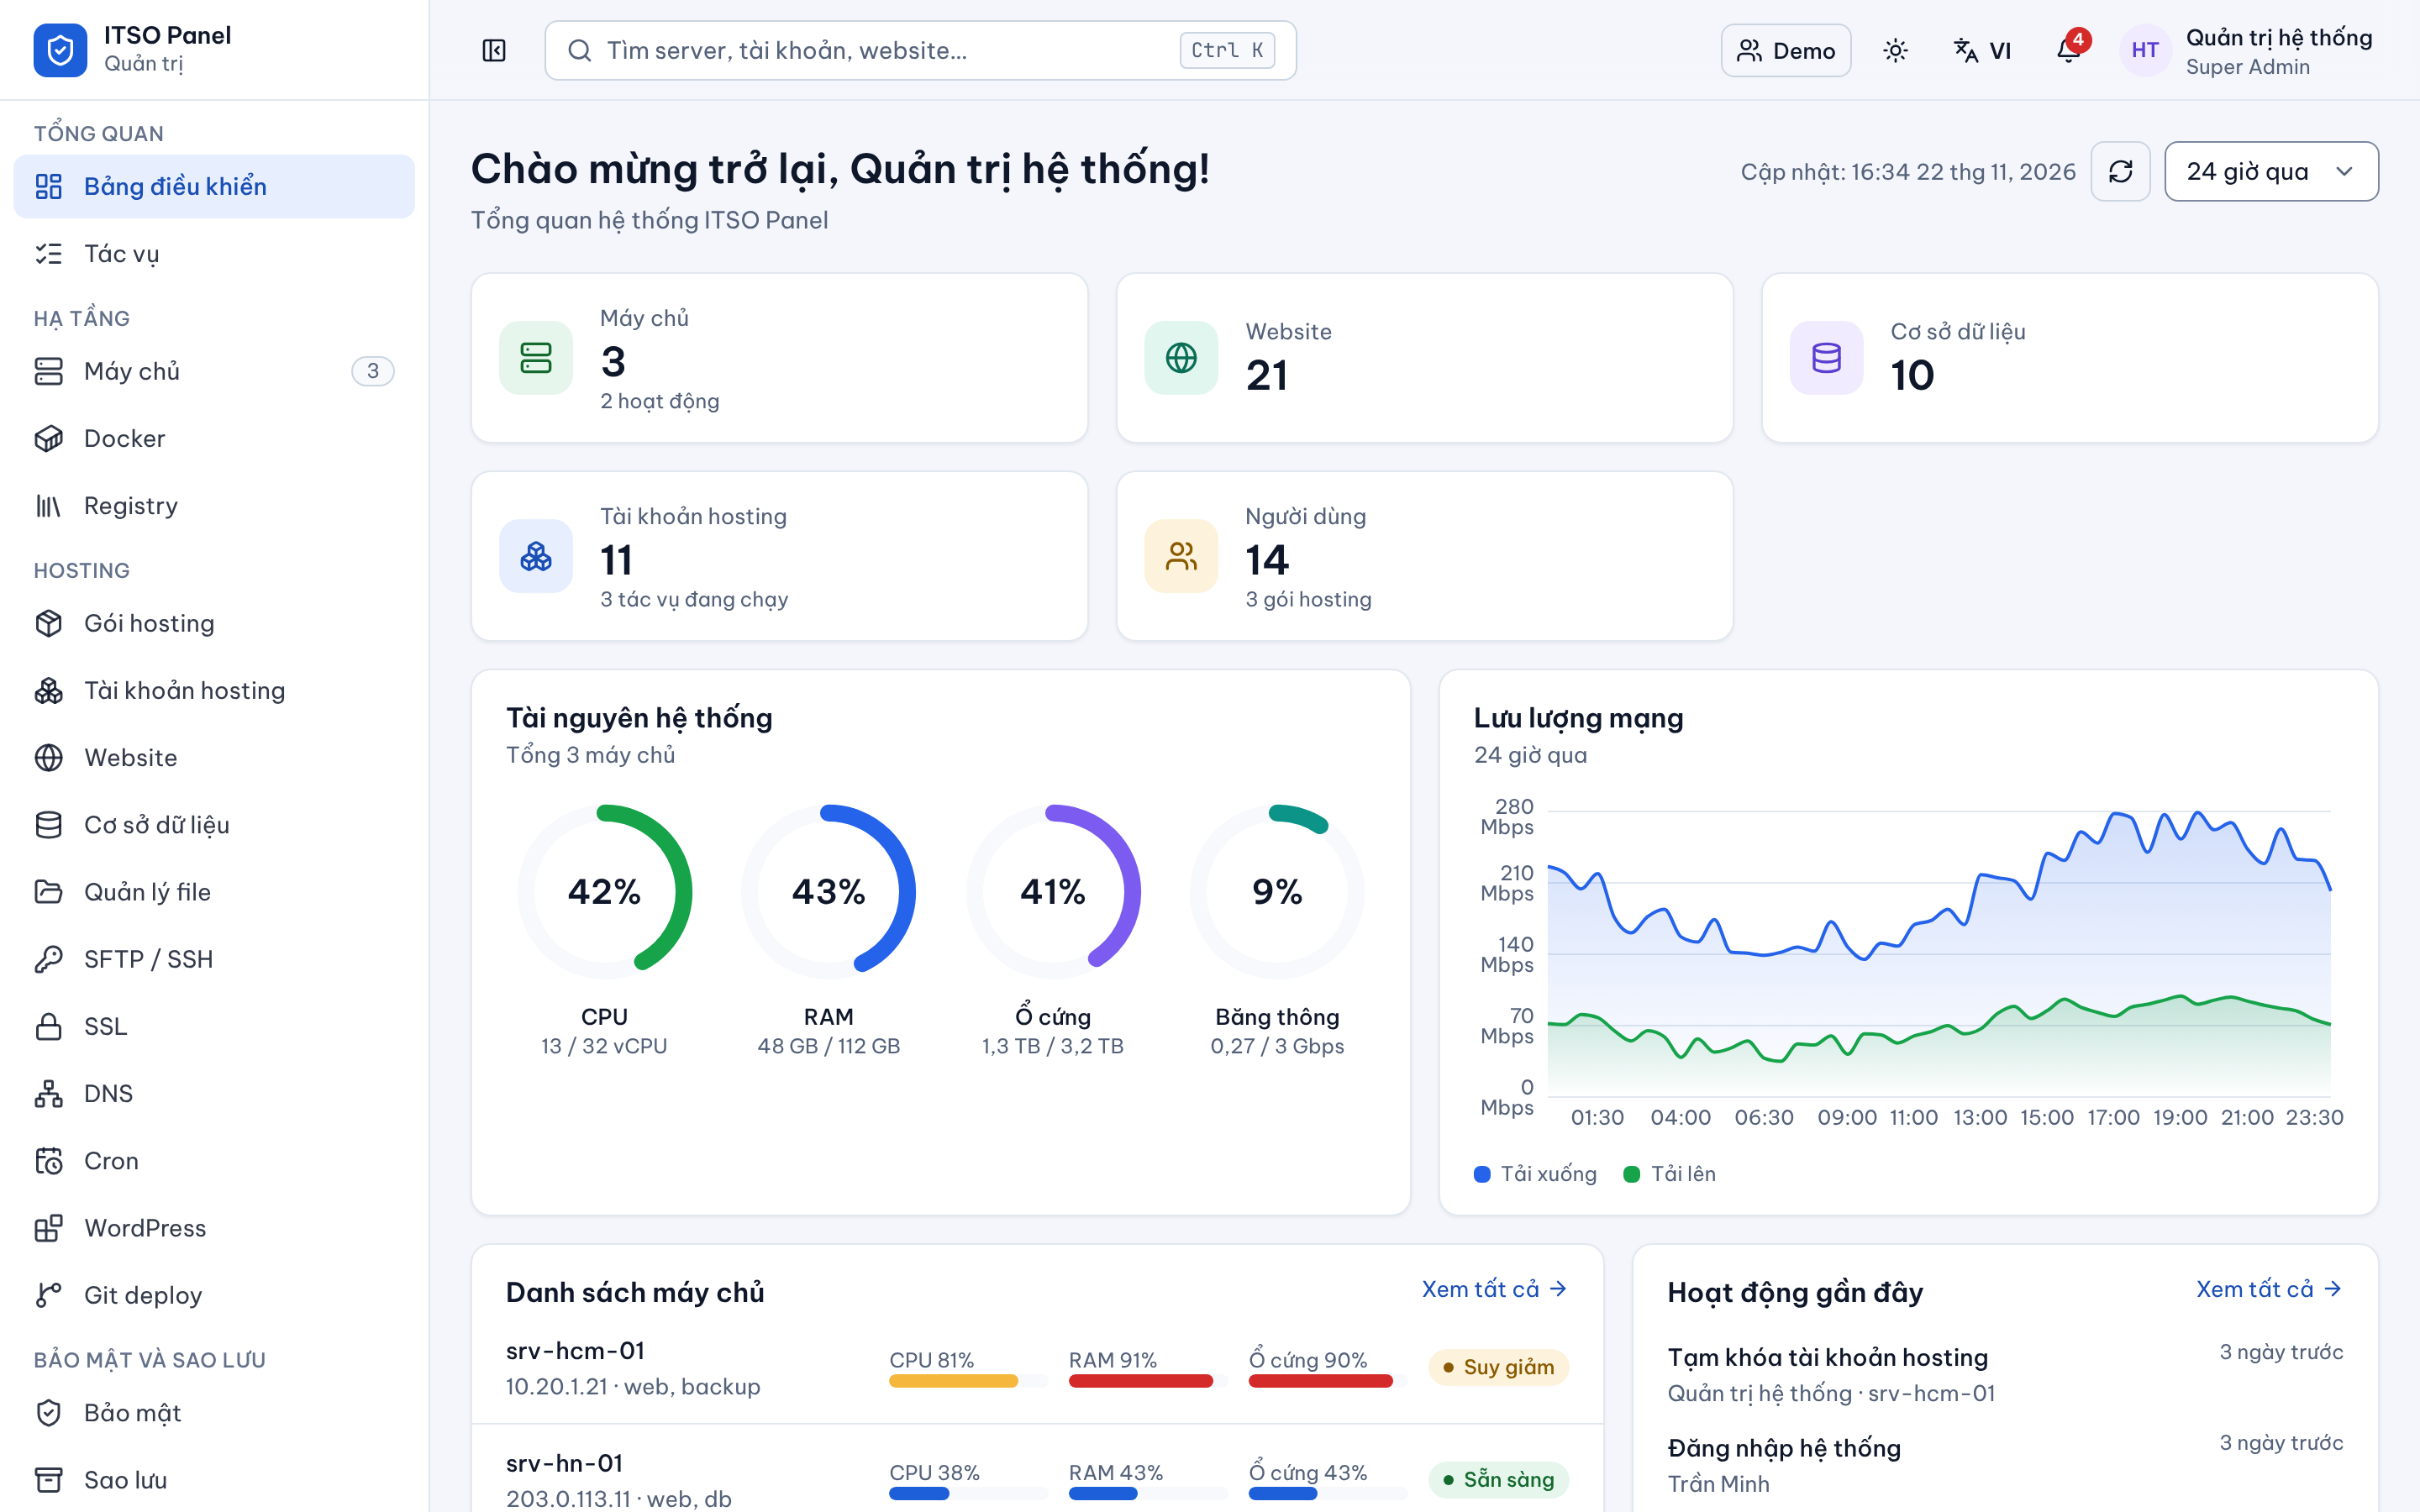 ITSO Panel
Quản trị
TỔNG QUAN
Bảng điều khiển
Tác vụ
HẠ TẦNG
Máy chủ 3
Docker
Registry
HOSTING
Gói hosting
Tài khoản hosting
Website
Cơ sở dữ liệu
Quản lý file
SFTP / SSH
SSL
DNS
Cron
WordPress
Git deploy
BẢO MẬT VÀ SAO LƯU
Bảo mật
Sao lưu
Tìm server, tài khoản, website... Ctrl K
Demo
VI
4
HT
Quản trị hệ thống
Super Admin
Chào mừng trở lại, Quản trị hệ thống!
Tổng quan hệ thống ITSO Panel
Cập nhật: 16:34 22 thg 11, 2026
24 giờ qua
Máy chủ
3
2 hoạt động
Website
21
Cơ sở dữ liệu
10
Tài khoản hosting
11
3 tác vụ đang chạy
Người dùng
14
3 gói hosting
Tài nguyên hệ thống
Tổng 3 máy chủ
42%
CPU
13 / 32 vCPU
43%
RAM
48 GB / 112 GB
41%
Ổ cứng
1,3 TB / 3,2 TB
9%
Băng thông
0,27 / 3 Gbps
Lưu lượng mạng
24 giờ qua
280
Mbps
210
Mbps
140
Mbps
70
Mbps
0
Mbps
01:30 04:00 06:30 09:00 11:00 13:00 15:00 17:00 19:00 21:00 23:30
Tải xuống Tải lên
Danh sách máy chủ
Xem tất cả
srv-hcm-01
10.20.1.21 · web, backup
CPU 81% RAM 91% Ổ cứng 90%
Suy giảm
srv-hn-01
203.0.113.11 · web, db
CPU 38% RAM 43% Ổ cứng 43%
Sẵn sàng
Hoạt động gần đây
Xem tất cả
Tạm khóa tài khoản hosting
3 ngày trước
Quản trị hệ thống · srv-hcm-01
Đăng nhập hệ thống
3 ngày trước
Trần Minh